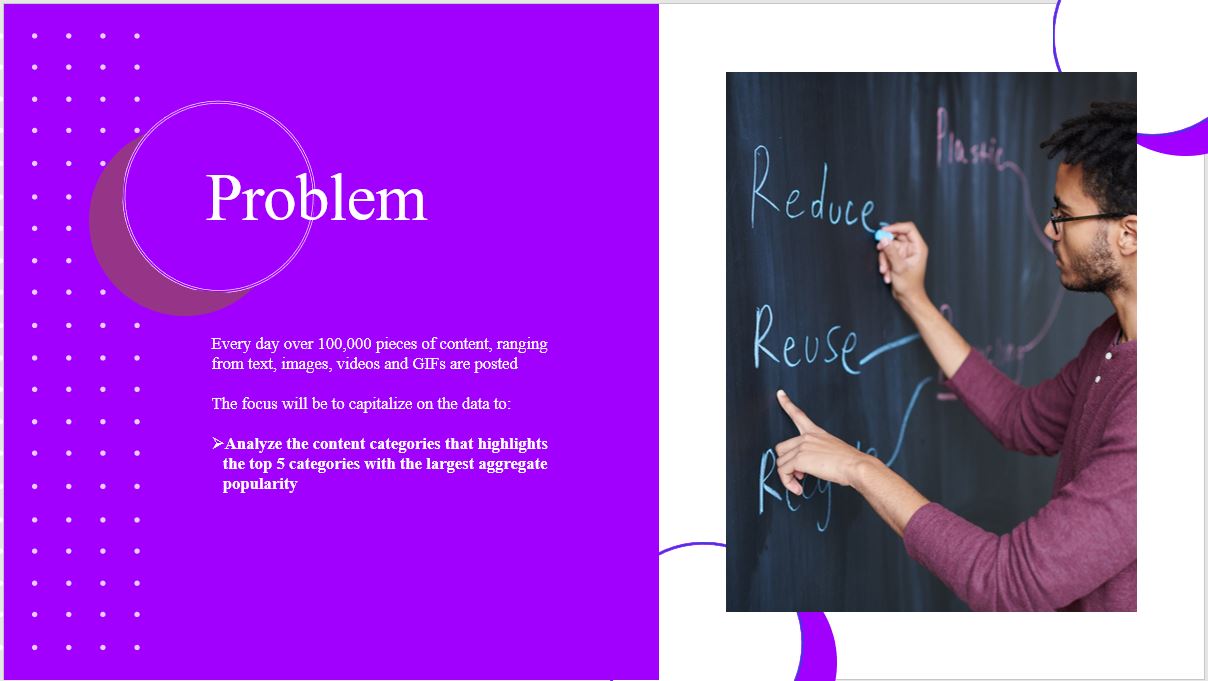 Problem
Every day over 100,000 pieces of content, ranging
from text, images, videos and GIFs are posted
The focus will be to capitalize on the data to:
➢Analyze the content categories that highlights
the top 5 categories with the largest aggregate
popularity
Plastic
Reduce
Reuse